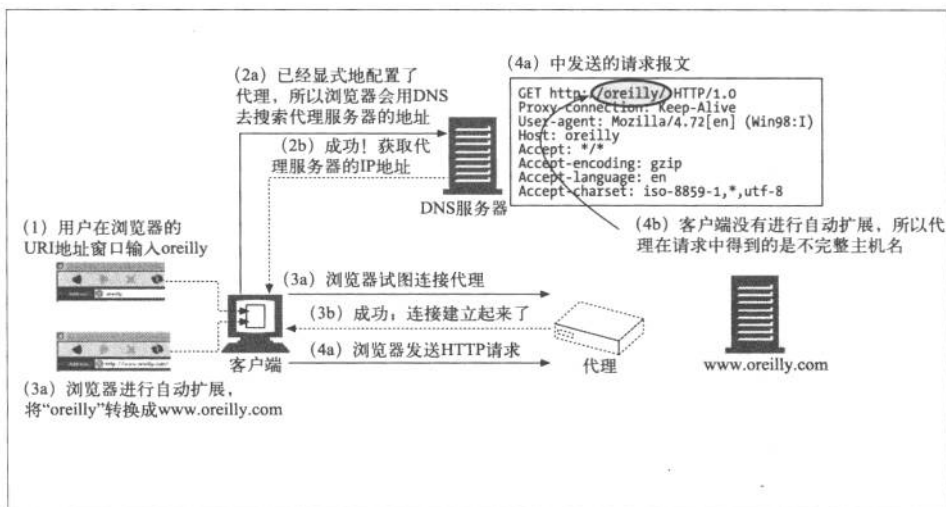 (2a) 已经显式地配置了
代理，所以浏览器会用DNS
去搜索代理服务器的地址
(2b) 成功！获取代
理服务器的IP地址
DNS服务器
(4a) 中发送的请求报文
GET http://oreilly/ HTTP/1.0
Proxy-connection: Keep-Alive
User-agent: Mozilla/4.72[en] (Win98:I)
Host: oreilly
Accept: */*
Accept-encoding: gzip
Accept-language: en
Accept-charset: iso-8859-1,*,utf-8
(4b) 客户端没有进行自动扩展，所以代
理在请求中得到的是不完整主机名
(1) 用户在浏览器的
URI地址窗口输入oreilly
(3a) 浏览器试图连接代理
(3b) 成功；连接建立起来了
(4a) 浏览器发送HTTP请求
客户端
代理
www.oreilly.com
(3a) 浏览器进行自动扩展，
将“oreilly”转换成www.oreilly.com